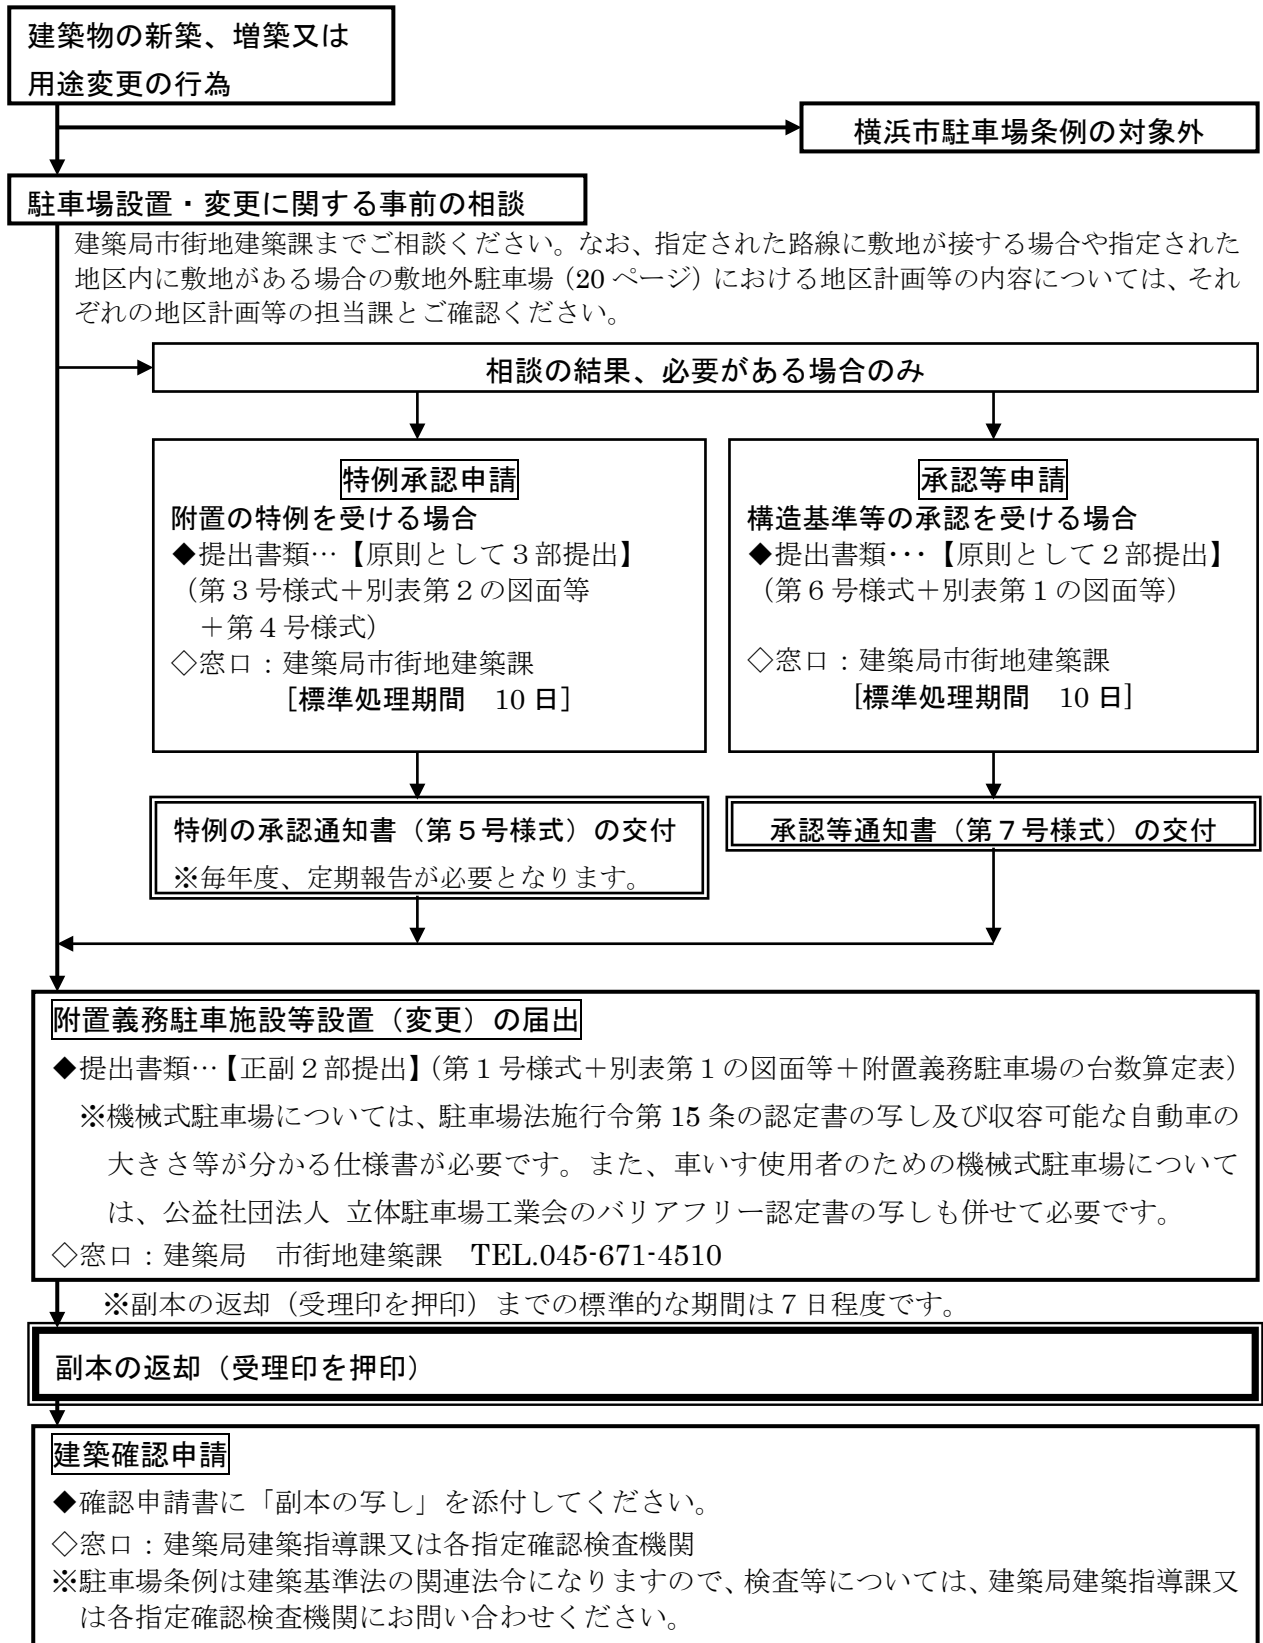 建築物の新築、増築又は
用途変更の行為
横浜市駐車場条例の対象外
駐車場設置・変更に関する事前の相談
建築局市街地建築課までご相談ください。なお、指定された路線に敷地が接する場合や指定された
地区内に敷地がある場合の敷地外駐車場（20 ページ）における地区計画等の内容については、それ
ぞれの地区計画等の担当課とご確認ください。
相談の結果、必要がある場合のみ
特例承認申請
附置の特例を受ける場合
◆提出書類…【原則として３部提出】
（第３号様式＋別表第２の図面等
＋第４号様式）
◇窓口：建築局市街地建築課
［標準処理期間　10 日］
承認等申請
構造基準等の承認を受ける場合
◆提出書類･･･【原則として２部提出】
（第６号様式＋別表第１の図面等）
◇窓口：建築局市街地建築課
[標準処理期間　10 日]
特例の承認通知書（第５号様式）の交付
※毎年度、定期報告が必要となります。
承認等通知書（第７号様式）の交付
附置義務駐車施設等設置（変更）の届出
◆提出書類…【正副２部提出】（第１号様式＋別表第１の図面等＋附置義務駐車場の台数算定表）
※機械式駐車場については、駐車場法施行令第 15 条の認定書の写し及び収容可能な自動車の
大きさ等が分かる仕様書が必要です。また、車いす使用者のための機械式駐車場について
は、公益社団法人 立体駐車場工業会のバリアフリー認定書の写しも併せて必要です。
◇窓口：建築局　市街地建築課　TEL.045-671-4510
※副本の返却（受理印を押印）までの標準的な期間は７日程度です。
副本の返却（受理印を押印）
建築確認申請
◆確認申請書に「副本の写し」を添付してください。
◇窓口：建築局建築指導課又は各指定確認検査機関
※駐車場条例は建築基準法の関連法令になりますので、検査等については、建築局建築指導課又
は各指定確認検査機関にお問い合わせください。